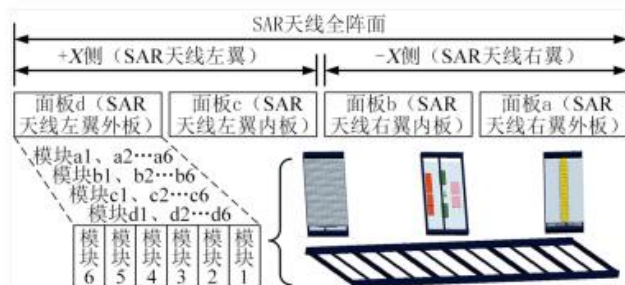 SAR天线全阵面
+X侧（SAR天线左翼）
−X侧（SAR天线右翼）
面板d（SAR
天线左翼外板）
面板c（SAR
天线左翼内板）
面板b（SAR
天线右翼内板）
面板a（SAR
天线右翼外板）
模块a1、a2…a6
模块b1、b2…b6
模块c1、c2…c6
模块d1、d2…d6
模块6
模块5
模块4
模块3
模块2
模块1